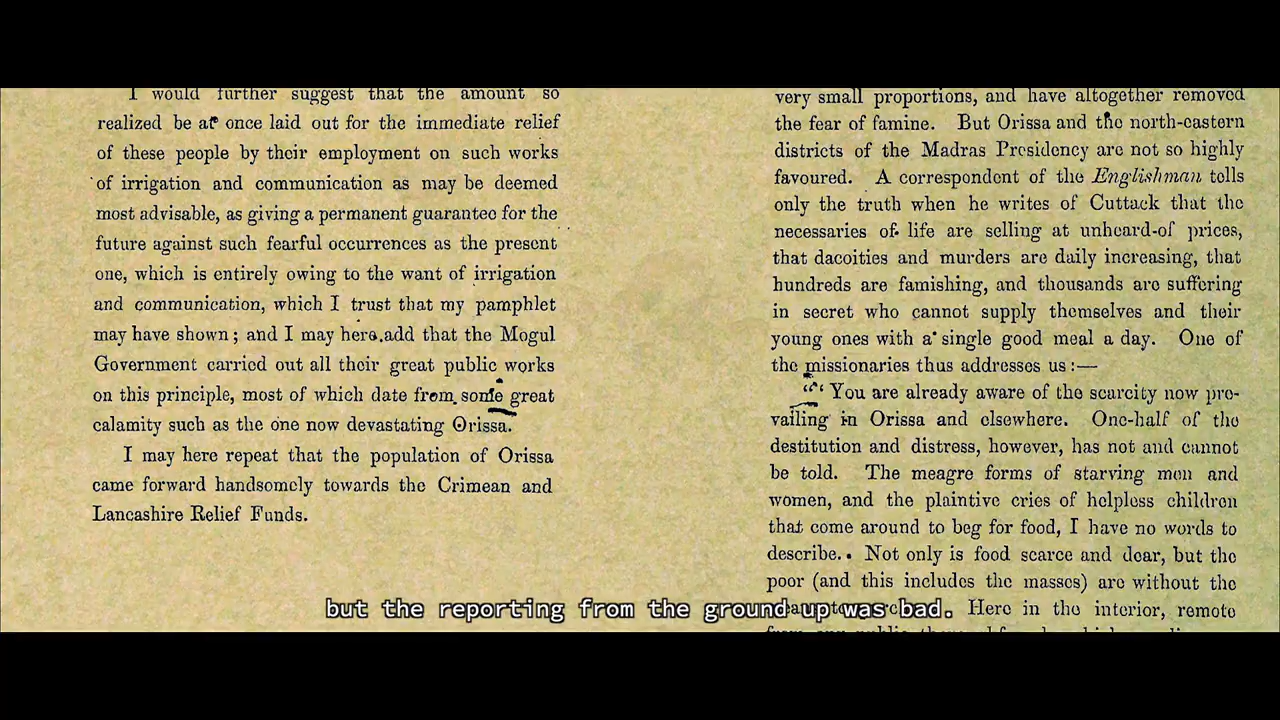 I would further suggest that the amount so
realized be at once laid out for the immediate relief
of these people by their employment on such works
of irrigation and communication as may be deemed
most advisable, as giving a permanent guarantee for the
future against such fearful occurrences as the present
one, which is entirely owing to the want of irrigation
and communication, which I trust that my pamphlet
may have shown; and I may here add that the Mogul
Government carried out all their great public works
on this principle, most of which date from some great
calamity such as the one now devastating Orissa.
I may here repeat that the population of Orissa
came forward handsomely towards the Crimean and
Lancashire Relief Funds.
very small proportions, and have altogether removed
the fear of famine. But Orissa and the north-eastern
districts of the Madras Presidency are not so highly
favoured. A correspondent of the Englishman tells
only the truth when he writes of Cuttack that the
necessaries of life are selling at unheard-of prices,
that dacoities and murders are daily increasing, that
hundreds are famishing, and thousands are suffering
in secret who cannot supply themselves and their
young ones with a single good meal a day. One of
the missionaries thus addresses us:—
"‘ You are already aware of the scarcity now pre-
vailing in Orissa and elsewhere. One-half of the
destitution and distress, however, has not and cannot
be told. The meagre forms of starving men and
women, and the plaintive cries of helpless children
that come around to beg for food, I have no words to
describe. Not only is food scarce and dear, but the
poor (and this includes the masses) are without the
Here in the interior, remote
but the reporting from the ground up was bad.